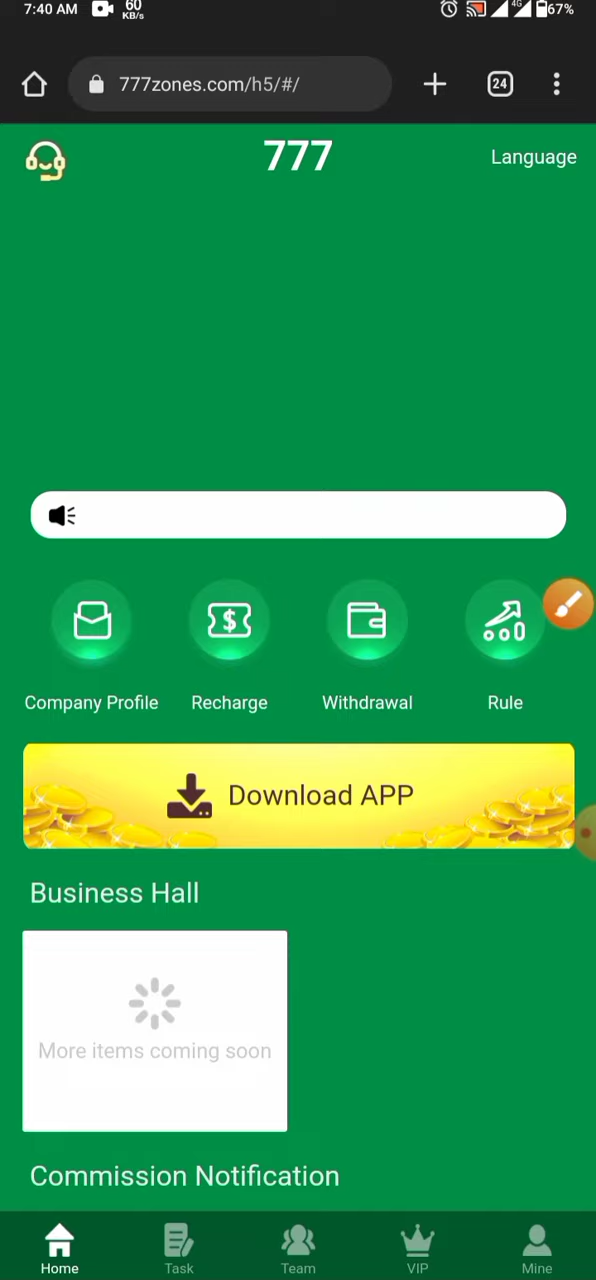 7:40 AM 60 KB/s 4G 67%
777zones.com/h5/#/ 24
777 Language
Company Profile Recharge Withdrawal Rule
Download APP
Business Hall
More items coming soon
Commission Notification
Home Task Team VIP Mine